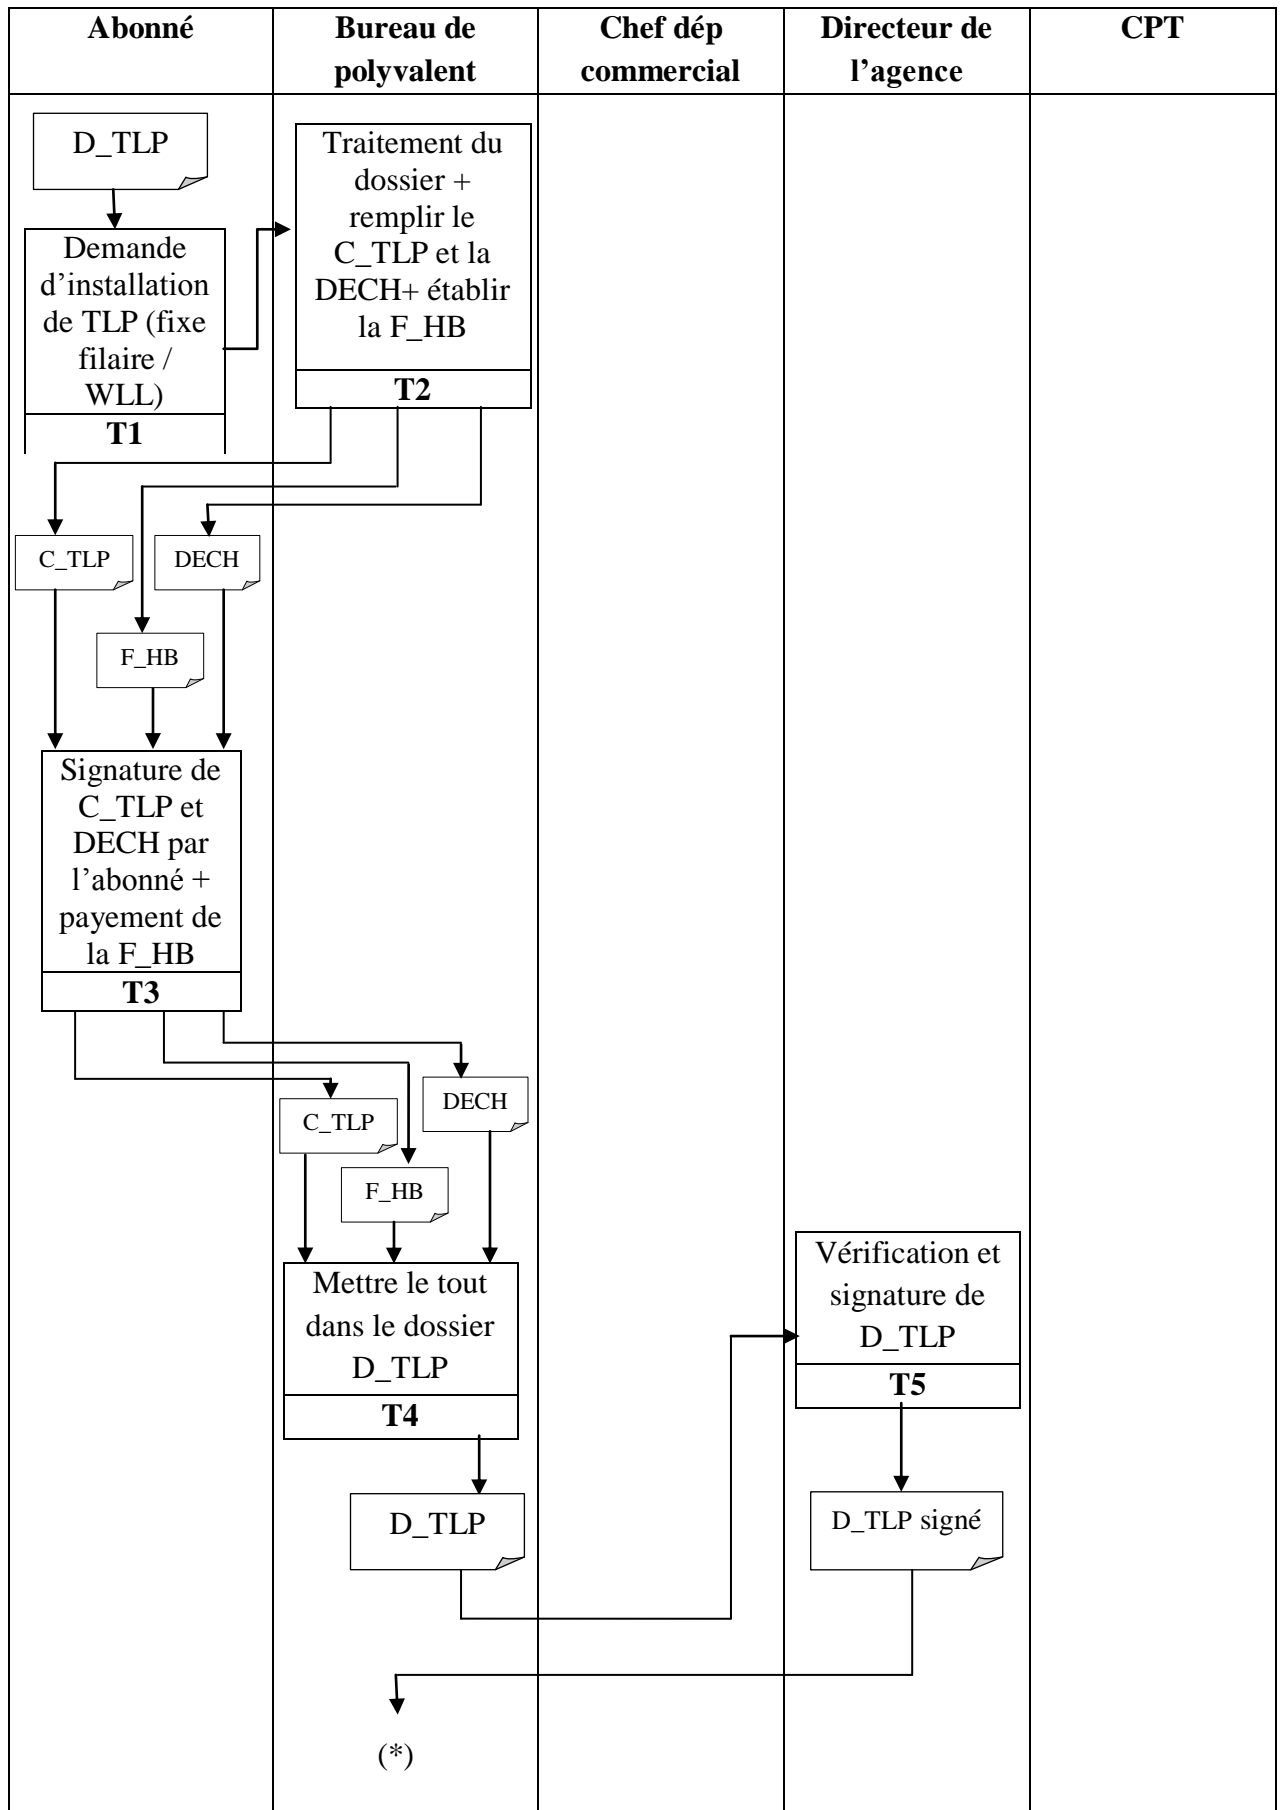 Abonné
Bureau de
polyvalent
Chef dép
commercial
Directeur de
l’agence
CPT
D_TLP
Demande
d’installation
de TLP (fixe
filaire /
WLL)
T1
Traitement du
dossier +
remplir le
C_TLP et la
DECH+ établir
la F_HB
T2
C_TLP
DECH
F_HB
Signature de
C_TLP et
DECH par
l’abonné +
payement de
la F_HB
T3
C_TLP
DECH
F_HB
Mettre le tout
dans le dossier
D_TLP
T4
D_TLP
Vérification et
signature de
D_TLP
T5
D_TLP signé
(*)